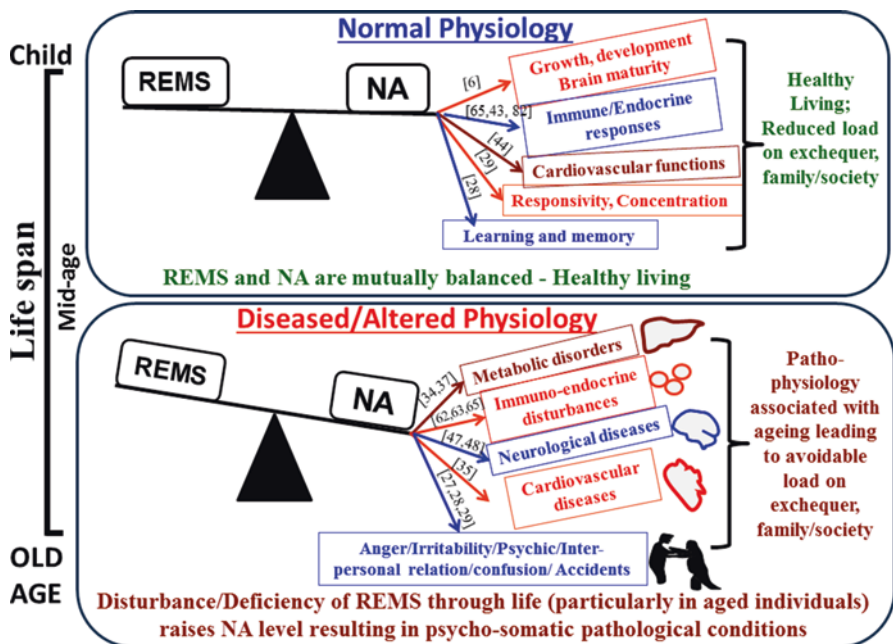 Normal Physiology
Child
REMS
NA
[6]
[65,43, 82]
[44]
[29]
[28]
Growth, development
Brain maturity
Immune/Endocrine
responses
Cardiovascular functions
Responsivity, Concentration
Learning and memory
Healthy
Living;
Reduced load
on exchequer,
family/society
REMS and NA are mutually balanced - Healthy living
Life span
Mid-age
Diseased/Altered Physiology
REMS
NA
[34,37]
[62,63,65]
[47,48]
[35]
[27,28,29]
Metabolic disorders
Immuno-endocrine
disturbances
Neurological diseases
Cardiovascular
diseases
Anger/Irritability/Psychic/Inter-
personal relation/confusion/ Accidents
Patho-
physiology
associated with
ageing leading
to avoidable
load on
exchequer,
family/society
OLD
AGE
Disturbance/Deficiency of REMS through life (particularly in aged individuals)
raises NA level resulting in psycho-somatic pathological conditions